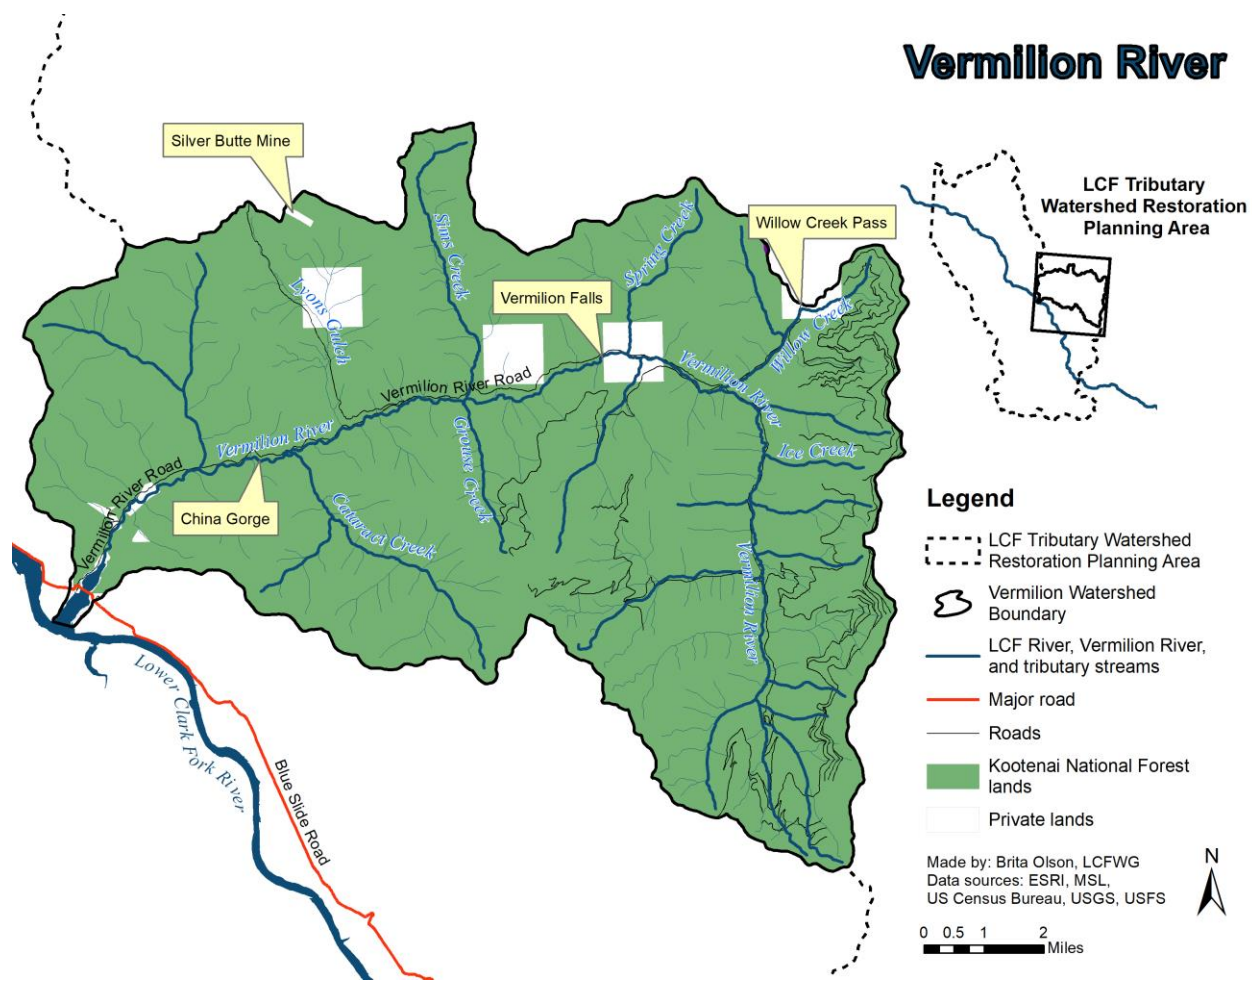 Vermilion River
Silver Butte Mine
LCF Tributary
Watershed Restoration
Planning Area
Sims Creek
Spring Creek
Willow Creek Pass
Lyons Gulch
Vermilion Falls
Willow Creek
Vermilion River Road
Vermilion River
Vermilion River
Grouse Creek
Ice Creek
Vermilion River Road
China Gorge
Cataract Creek
Vermilion River
Lower Clark Fork River
Blue Slide Road
Legend
LCF Tributary Watershed
Restoration Planning Area
Vermilion Watershed
Boundary
LCF River, Vermilion River,
and tributary streams
Major road
Roads
Kootenai National Forest
lands
Private lands
Made by: Brita Olson, LCFWG
Data sources: ESRI, MSL,
US Census Bureau, USGS, USFS
N
0 0.5 1 2
Miles